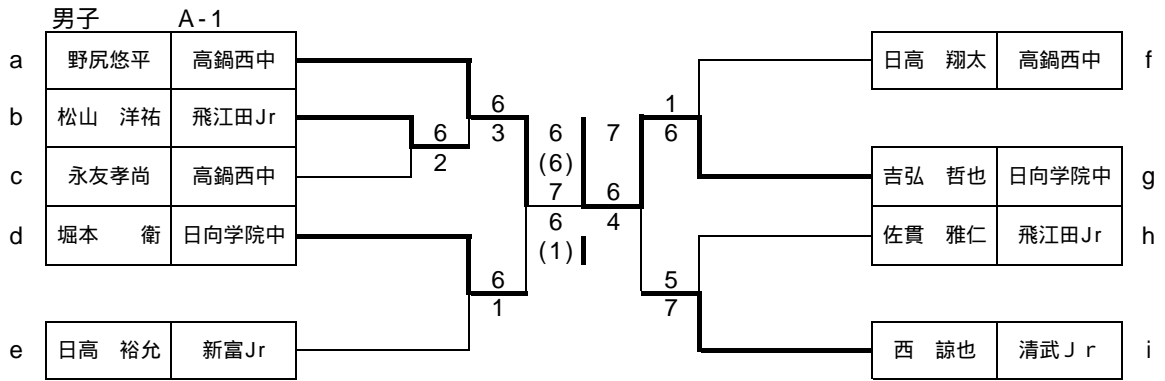 男子 A-1
a 野尻悠平 高鍋西中
日高 翔太 高鍋西中 f
b 松山 洋祐 飛江田Jr
6
3
1
6
6
2
6
(6)
7
7
c 永友孝尚 高鍋西中
吉弘 哲也 日向学院中 g
6
4
6
(1)
d 堀本 衛 日向学院中
佐貫 雅仁 飛江田Jr h
6
1
5
7
e 日高 裕允 新富Jr
西 諒也 清武Jr i